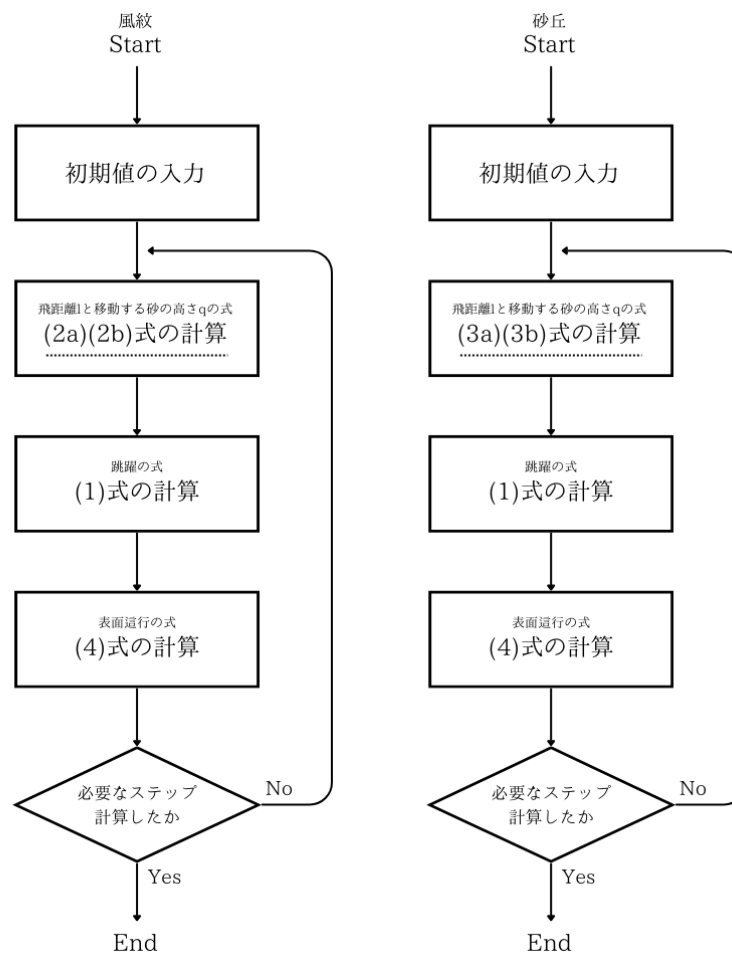 風紋
Start
初期値の入力
飛距離lと移動する砂の高さqの式
(2a)(2b)式の計算
跳躍の式
(1)式の計算
表面這行の式
(4)式の計算
必要なステップ
計算したか
No
Yes
End
砂丘
Start
初期値の入力
飛距離lと移動する砂の高さqの式
(3a)(3b)式の計算
跳躍の式
(1)式の計算
表面這行の式
(4)式の計算
必要なステップ
計算したか
No
Yes
End